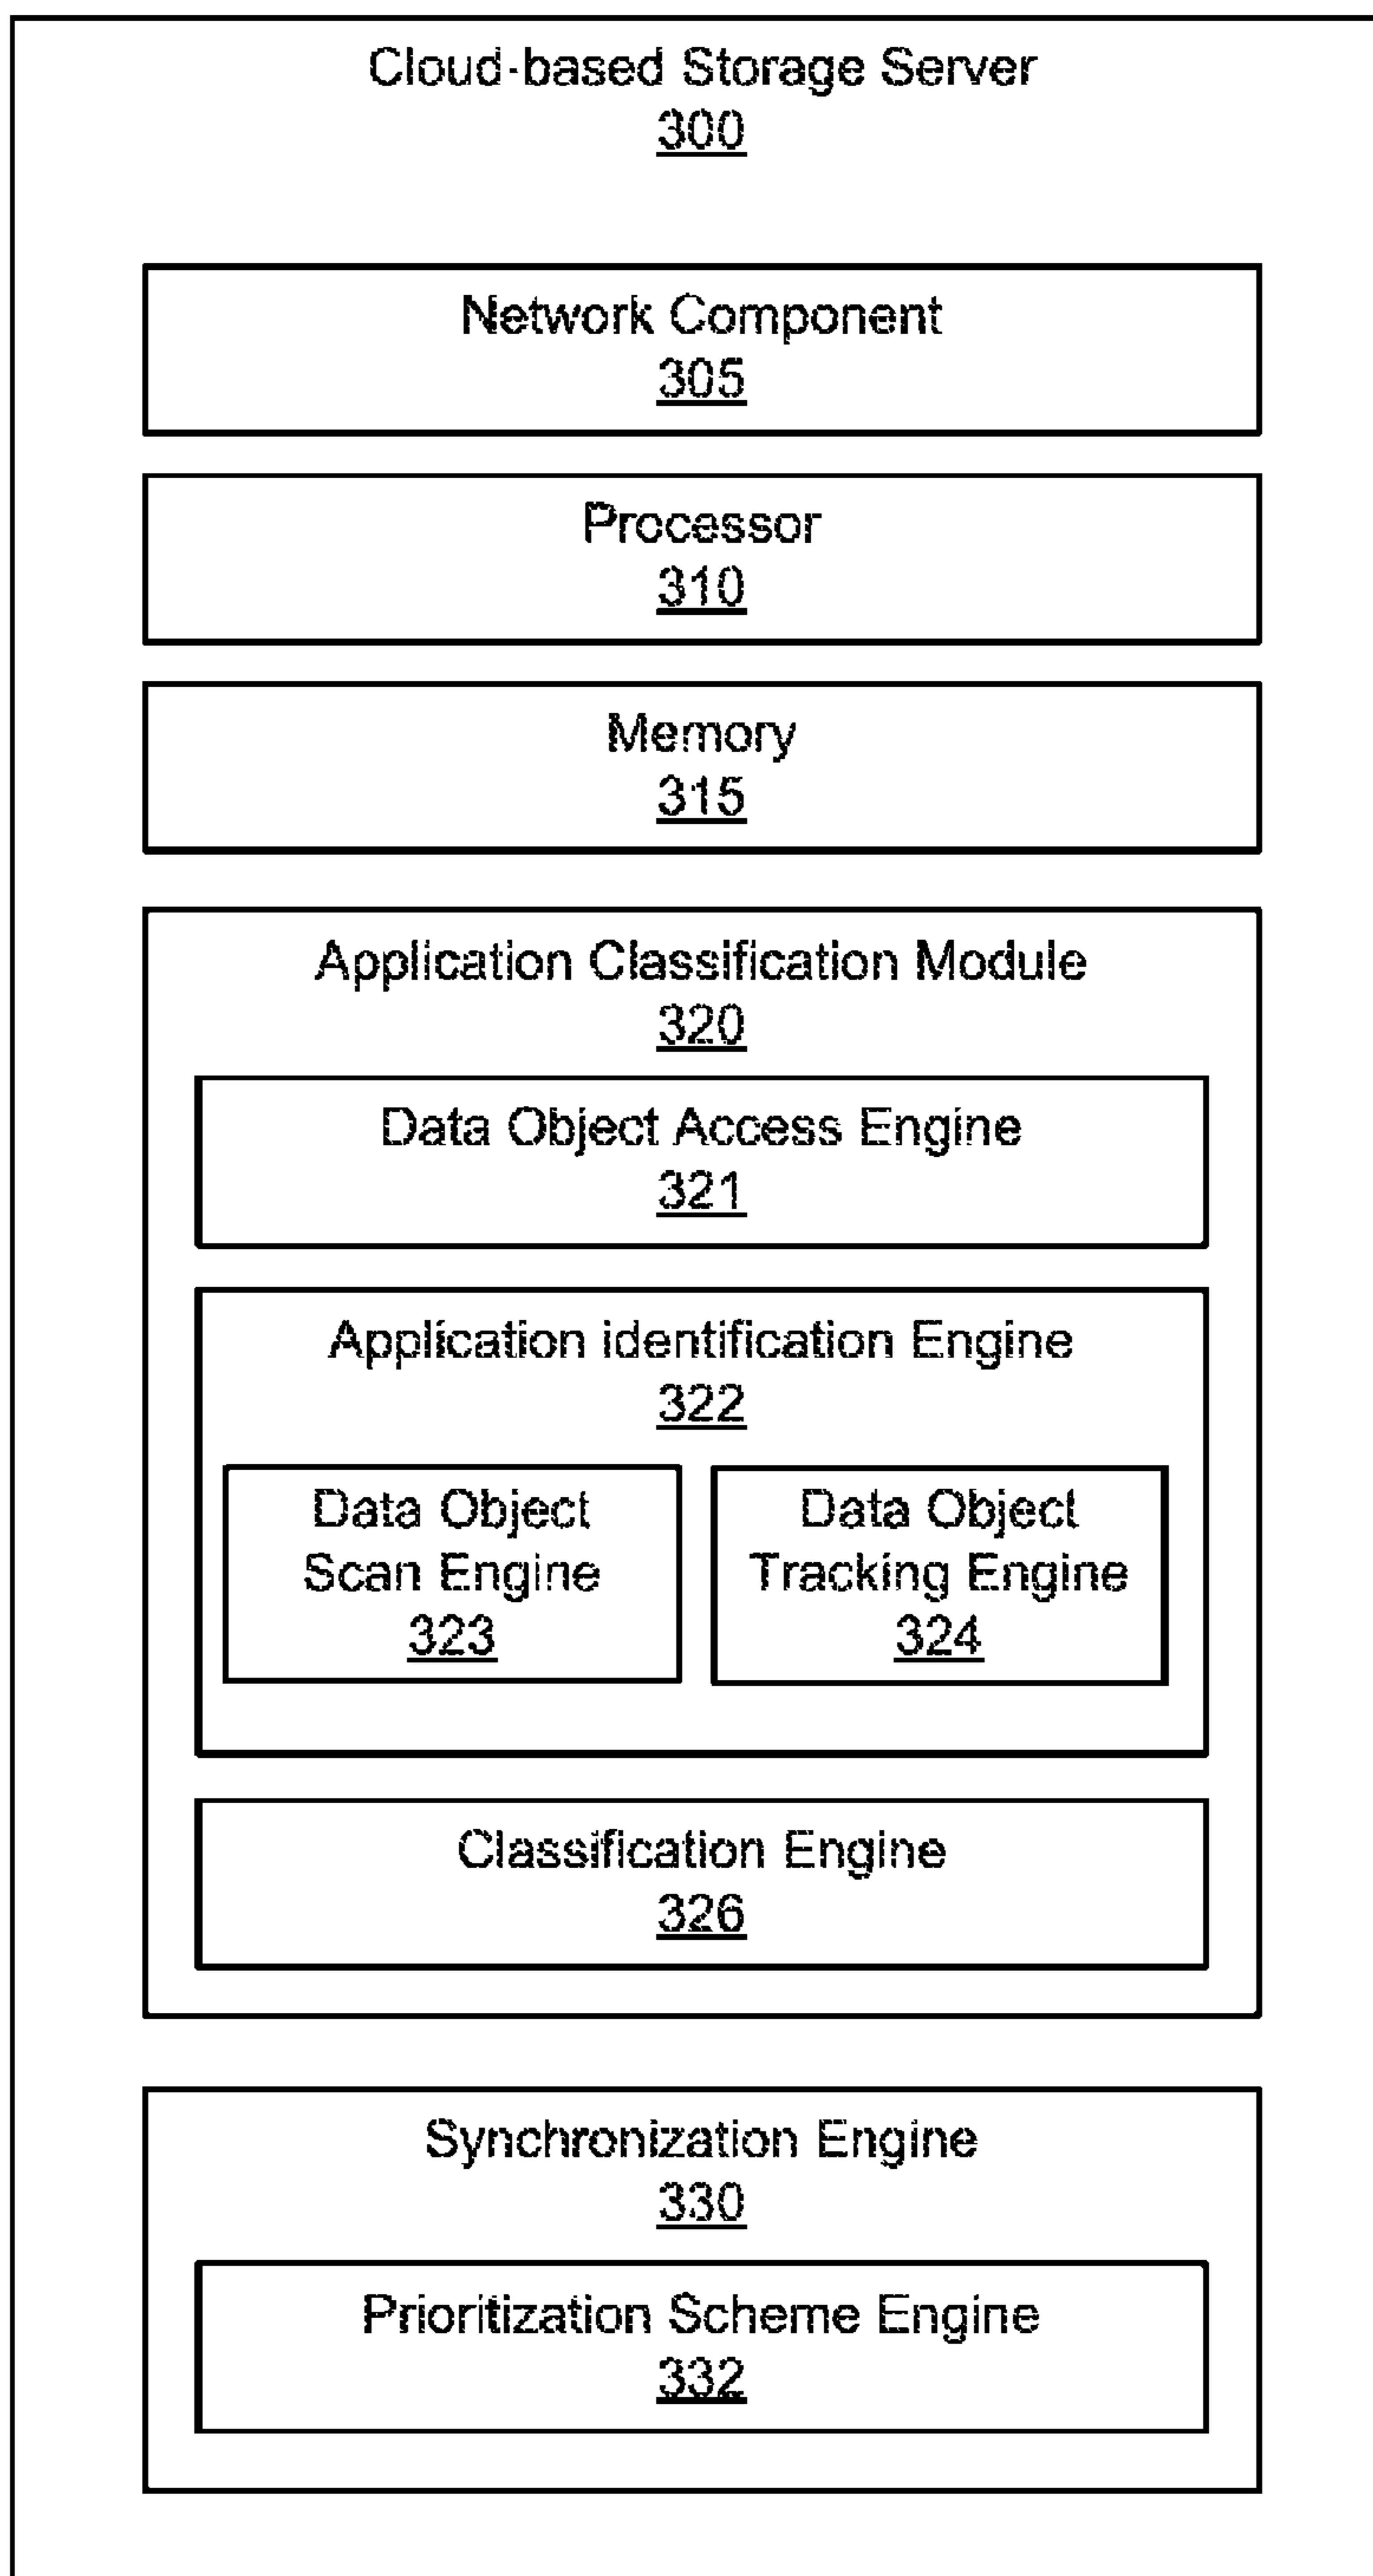 Cloud-based Storage Server
300
Network Component
305
Processor
310
Memory
315
Application Classification Module
320
Data Object Access Engine
321
Application identification Engine
322
Data Object
Scan Engine
323
Data Object
Tracking Engine
324
Classification Engine
326
Synchronization Engine
330
Prioritization Scheme Engine
332